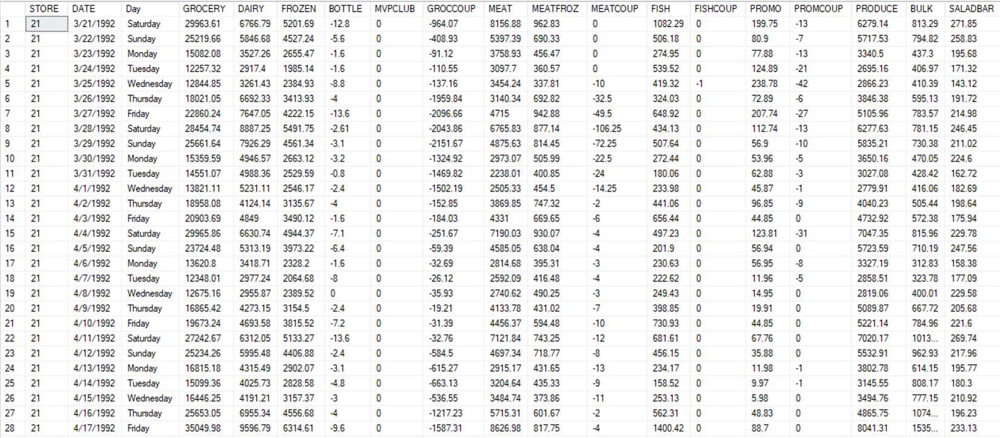 STORE DATE Day GROCERY DAIRY FROZEN BOTTLE MVPCLUB GROCCOUP MEAT MEATFROZ MEATCOUP FISH FISHCOUP PROMO PROMCOUP PRODUCE BULK SALADBAR
1 21 3/21/1992 Saturday 29963.61 6766.79 5201.69 -12.8 0 -964.07 8156.88 962.83 0 1082.29 0 199.75 -13 6279.14 813.29 271.85
2 21 3/22/1992 Sunday 25219.66 5846.68 4527.24 -5.6 0 -408.93 5397.39 690.33 0 506.18 0 80.9 -7 5717.53 794.82 258.83
3 21 3/23/1992 Monday 15082.08 3527.26 2655.47 -1.6 0 -91.12 3758.93 456.47 0 274.95 0 77.88 -13 3340.5 437.3 195.68
4 21 3/24/1992 Tuesday 12257.32 2917.4 1985.14 -1.6 0 -110.55 3097.7 360.57 0 539.52 0 124.89 -21 2695.16 406.97 171.32
5 21 3/25/1992 Wednesday 12844.85 3261.43 2384.93 -8.8 0 -137.16 3454.24 337.81 -10 419.32 -1 238.78 -42 2866.23 410.39 143.12
6 21 3/26/1992 Thursday 18021.05 6692.33 3413.93 -4 0 -1959.84 3140.34 692.82 -32.5 324.03 0 72.89 -6 3846.38 595.13 191.72
7 21 3/27/1992 Friday 22860.24 7647.05 4222.15 -13.6 0 -2096.66 4715 942.88 -49.5 648.92 0 207.74 -27 5105.96 783.57 214.98
8 21 3/28/1992 Saturday 28454.74 8887.25 5491.75 -2.61 0 -2043.86 6765.83 877.14 -106.25 434.13 0 112.74 -13 6277.63 781.15 246.45
9 21 3/29/1992 Sunday 25661.64 7926.29 4561.34 -3.1 0 -2151.67 4875.63 814.45 -72.25 507.64 0 56.9 -10 5835.21 730.38 211.02
10 21 3/30/1992 Monday 15359.59 4946.57 2663.12 -3.2 0 -1324.92 2973.07 505.99 -22.5 272.44 0 53.96 -5 3650.16 470.05 224.6
11 21 3/31/1992 Tuesday 14551.07 4988.36 2529.59 -0.8 0 -1469.82 2238.01 400.85 -24 180.06 0 62.88 -3 3027.08 428.42 162.72
12 21 4/1/1992 Wednesday 13821.11 5231.11 2546.17 -2.4 0 -1502.19 2505.33 454.5 -14.25 233.98 0 45.87 -1 2779.91 416.06 182.69
13 21 4/2/1992 Thursday 18958.08 4124.14 3135.67 -4 0 -152.85 3869.85 747.32 -2 441.06 0 96.85 -9 4040.23 505.44 198.64
14 21 4/3/1992 Friday 20903.69 4849 3490.12 -1.6 0 -184.03 4331 669.65 -6 656.44 0 44.85 0 4732.92 572.38 175.94
15 21 4/4/1992 Saturday 29965.86 6630.74 4944.37 -7.1 0 -251.67 7190.03 930.07 -4 497.23 0 123.81 -31 7047.35 815.96 229.78
16 21 4/5/1992 Sunday 23724.48 5313.19 3973.22 -6.4 0 -59.39 4585.05 638.04 -4 201.9 0 56.94 0 5723.59 710.19 247.56
17 21 4/6/1992 Monday 13620.8 3418.71 2328.2 -1.6 0 -32.69 2814.68 395.31 -3 230.63 0 56.95 -8 3327.19 312.83 158.38
18 21 4/7/1992 Tuesday 12348.01 2977.24 2064.68 -8 0 -26.12 2592.09 416.48 -4 222.62 0 11.96 -5 2858.51 323.78 177.09
19 21 4/8/1992 Wednesday 12675.16 2955.87 2389.52 0 0 -35.93 2740.62 490.25 -3 249.43 0 14.95 0 2819.06 400.01 229.58
20 21 4/9/1992 Thursday 16865.42 4273.15 3154.5 -2.4 0 -19.21 4133.78 431.02 -7 398.85 0 19.91 0 5089.87 667.72 205.68
21 21 4/10/1992 Friday 19673.24 4693.58 3815.52 -7.2 0 -31.39 4456.37 594.48 -10 730.93 0 44.85 0 5221.14 784.96 221.6
22 21 4/11/1992 Saturday 27242.67 6312.05 5133.27 -13.6 0 -32.76 7121.84 743.25 -12 681.61 0 67.76 0 7020.17 1013... 269.74
23 21 4/12/1992 Sunday 25234.26 5995.48 4406.88 -2.4 0 -584.5 4697.34 718.77 -8 456.15 0 35.88 0 5532.91 962.93 217.96
24 21 4/13/1992 Monday 16815.18 4315.49 2902.07 -3.1 0 -615.27 2915.17 431.65 -13 234.17 0 11.98 -1 3802.78 614.15 195.77
25 21 4/14/1992 Tuesday 15099.36 4025.73 2828.58 -4.8 0 -663.13 3204.64 435.33 -9 158.52 0 9.97 -1 3145.55 808.17 180.3
26 21 4/15/1992 Wednesday 16446.25 4191.21 3157.37 -3 0 -536.55 3484.74 373.86 -11 253.13 0 5.98 0 3494.76 777.15 210.92
27 21 4/16/1992 Thursday 25653.05 6955.34 4556.68 -4 0 -1217.23 5715.31 601.67 -2 562.31 0 48.83 0 4865.75 1074... 196.23
28 21 4/17/1992 Friday 35049.98 9596.79 6314.61 -9.6 0 -1587.31 8626.98 817.75 -4 1400.42 0 88.7 0 8041.31 1535... 233.13